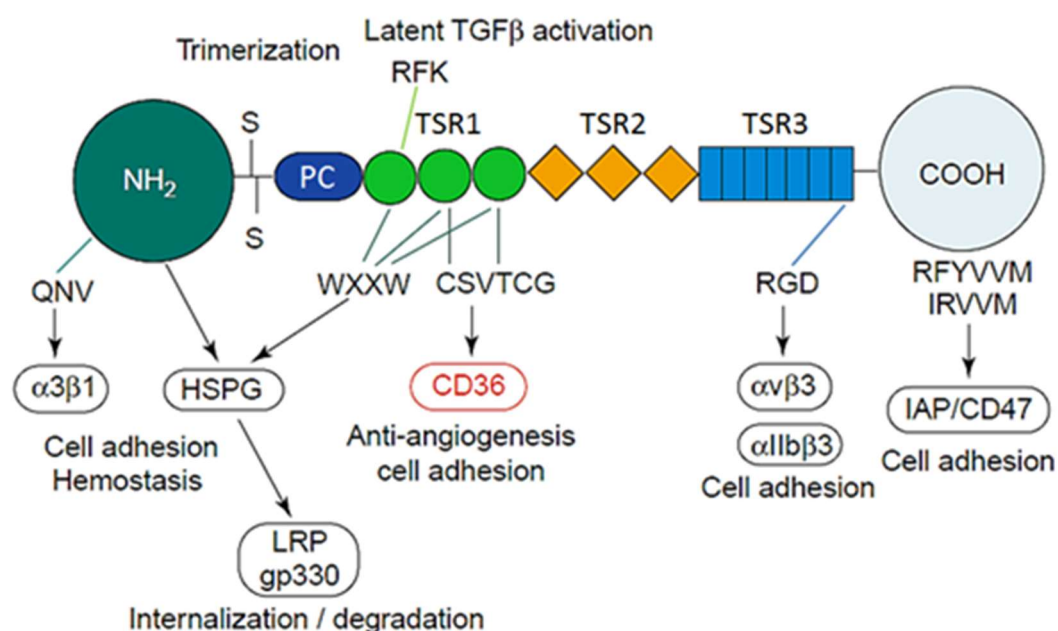 Latent TGFβ activation
Trimerization
RFK
S
TSR1
TSR2
TSR3
NH2
PC
COOH
S
QNV
WXXW
CSVTCG
RGD
RFYVVM
IRVVM
α3β1
HSPG
CD36
αvβ3
IAP/CD47
Cell adhesion
Hemostasis
Anti-angiogenesis
cell adhesion
αIIbβ3
Cell adhesion
Cell adhesion
LRP
gp330
Internalization / degradation